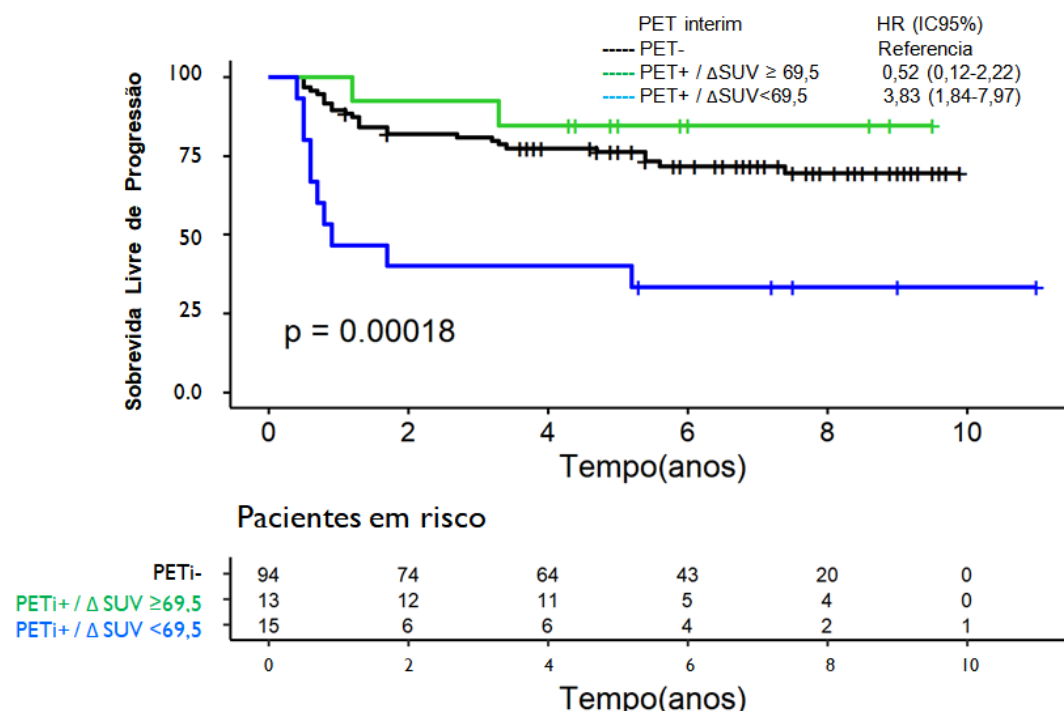 PET interim HR (IC95%)
PET- Referencia
PET+ / ΔSUV ≥ 69,5 0,52 (0,12-2,22)
PET+ / ΔSUV<69,5 3,83 (1,84-7,97)
Sobrevida Livre de Progressão
100
75
50
25
0.0
p = 0.00018
0 2 4 6 8 10
Tempo(anos)
Pacientes em risco
PETi- 94 74 64 43 20 0
PETi+ / Δ SUV ≥69,5 13 12 11 5 4 0
PETi+ / Δ SUV <69,5 15 6 6 4 2 1
0 2 4 6 8 10
Tempo(anos)